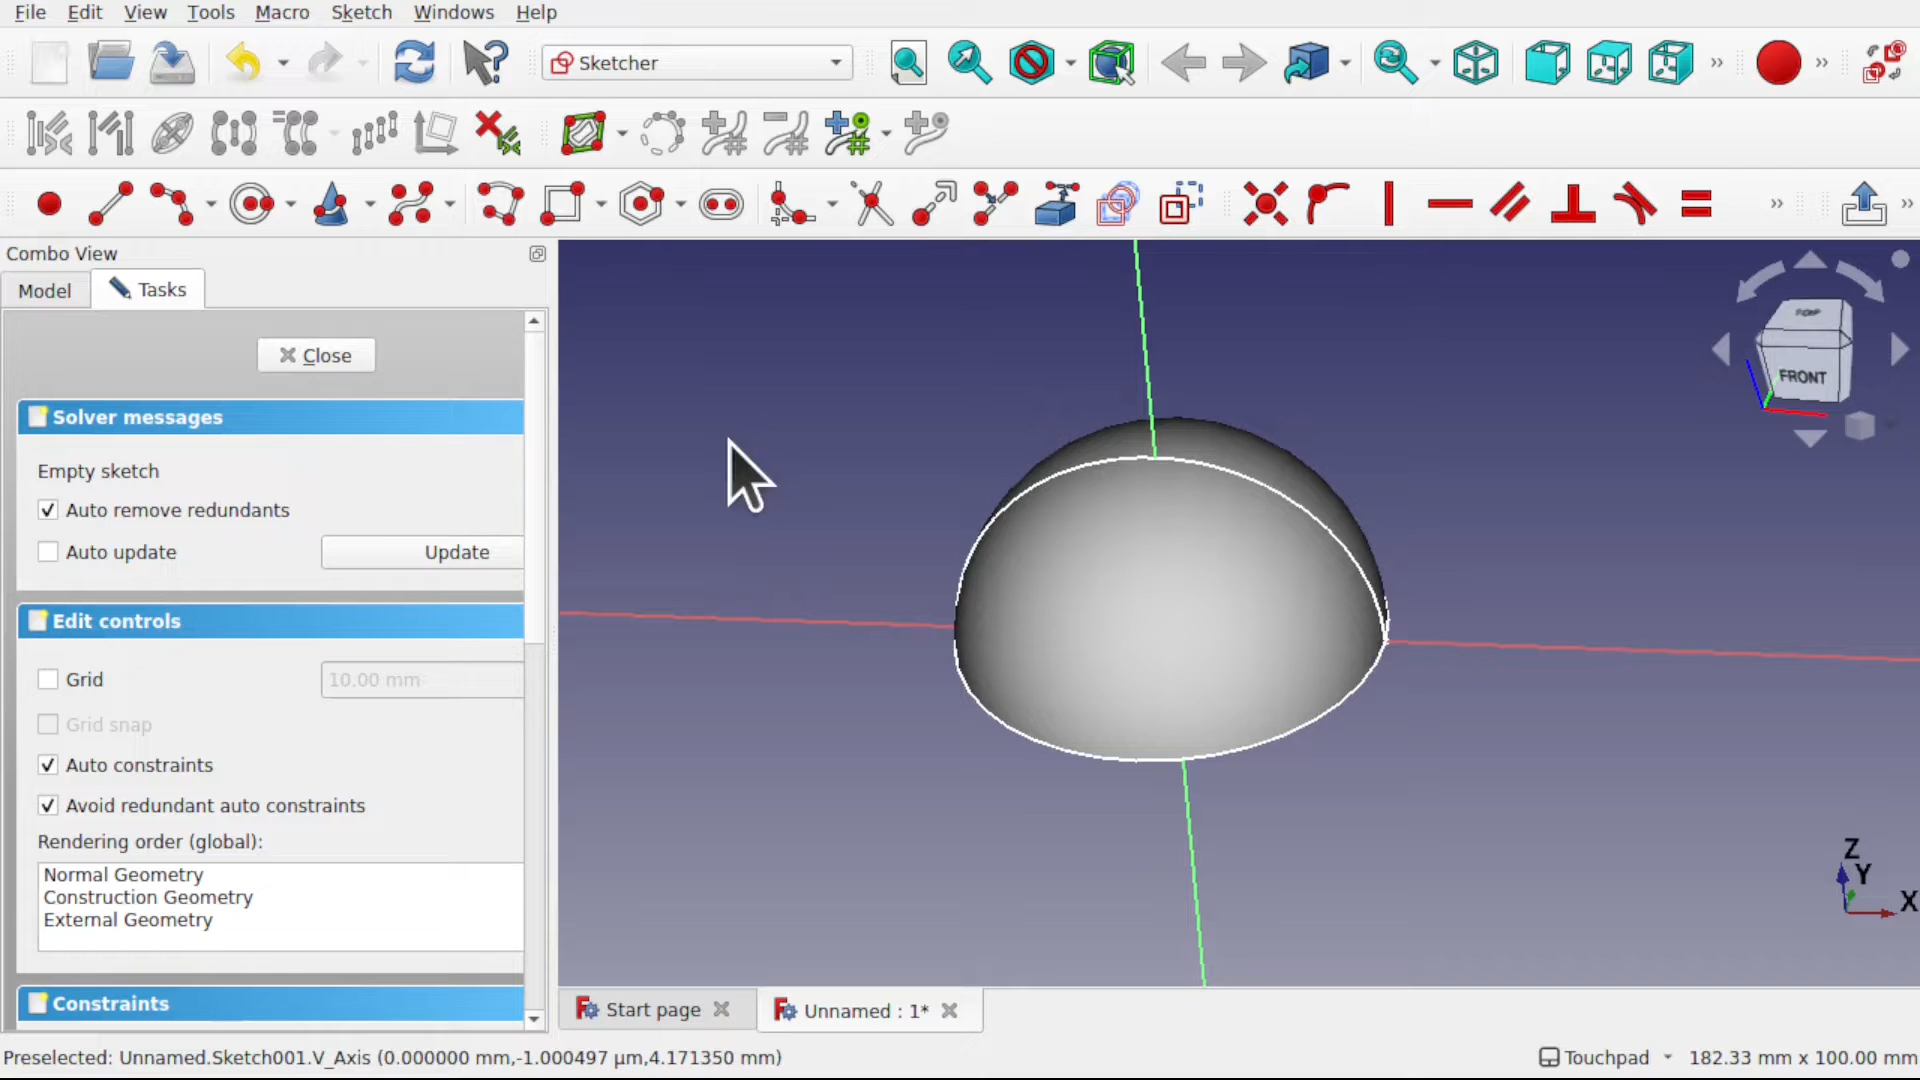 File Edit View Tools Macro Sketch Windows Help
Sketcher
Combo View
Model Tasks
Close
Solver messages
Empty sketch
Auto remove redundants
Auto update Update
Edit controls
Grid 10.00 mm
Grid snap
Auto constraints
Avoid redundant auto constraints
Rendering order (global):
Normal Geometry
Construction Geometry
External Geometry
Constraints
FRONT
Z
Y
X
Start page Unnamed : 1*
Preselected: Unnamed.Sketch001.V_Axis (0.000000 mm,-1.000497 μm,4.171350 mm) Touchpad 182.33 mm x 100.00 mm